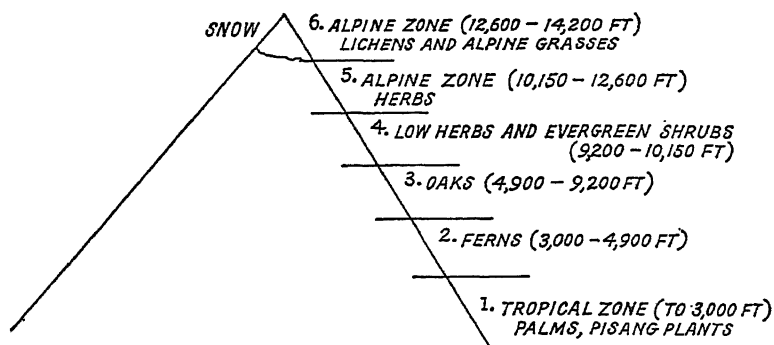 SNOW
6. ALPINE ZONE (12,600 – 14,200 FT)
LICHENS AND ALPINE GRASSES
5. ALPINE ZONE (10,150 – 12,600 FT)
HERBS
4. LOW HERBS AND EVERGREEN SHRUBS
(9,200 – 10,150 FT)
3. OAKS (4,900 – 9,200 FT)
2. FERNS (3,000 – 4,900 FT)
1. TROPICAL ZONE (TO 3,000 FT)
PALMS, PISANG PLANTS